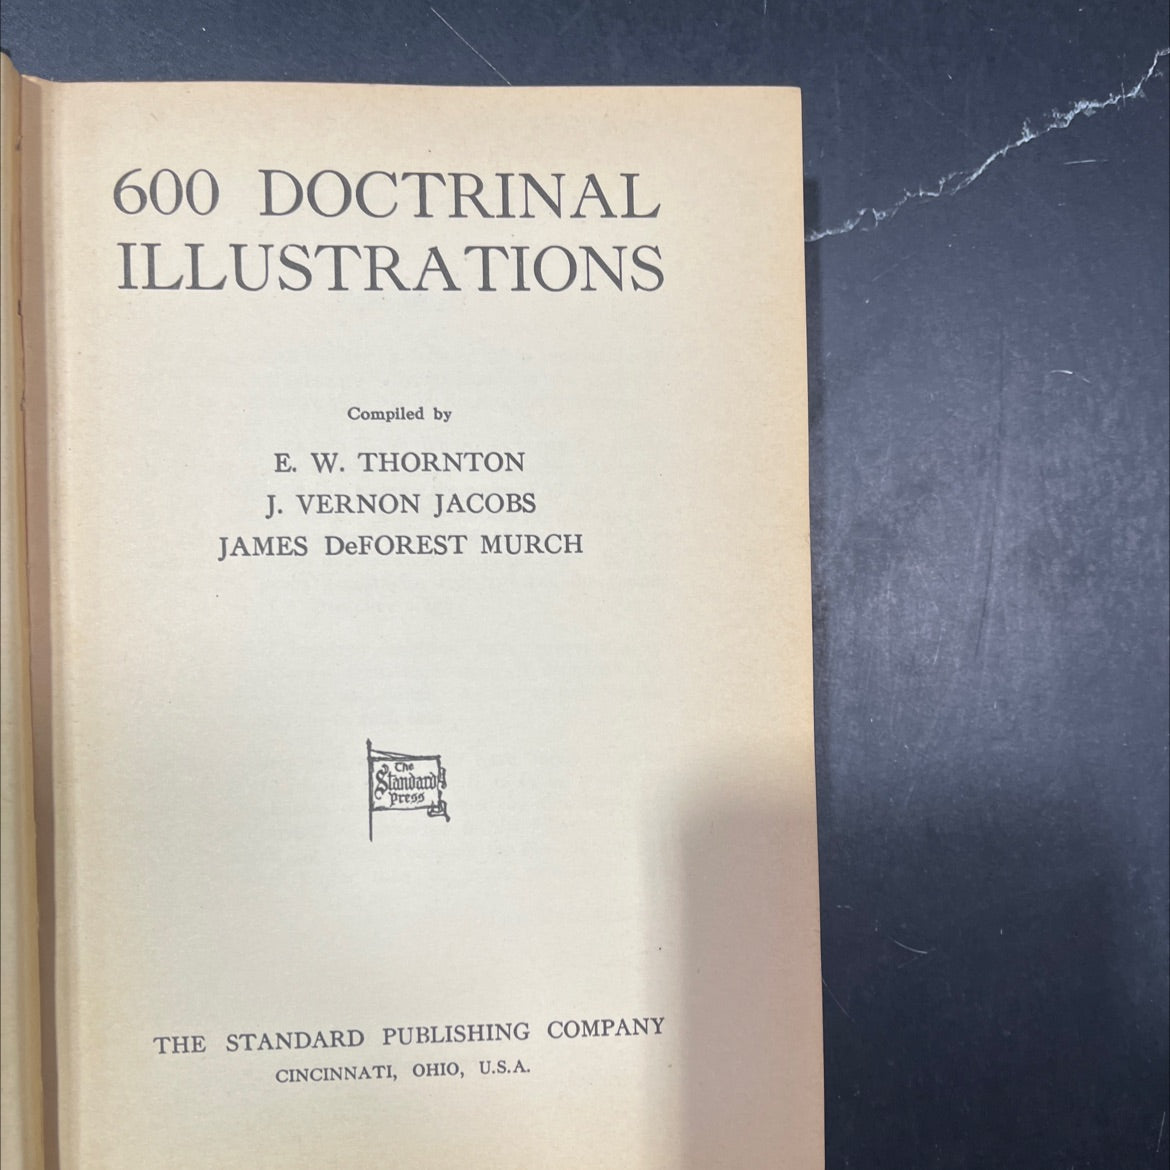 600 DOCTRINAL
ILLUSTRATIONS
Compiled by
E. W. THORNTON
J. VERNON JACOBS
JAMES DeFOREST MURCH
The
Standard
Press
THE STANDARD PUBLISHING COMPANY
CINCINNATI, OHIO, U.S.A.